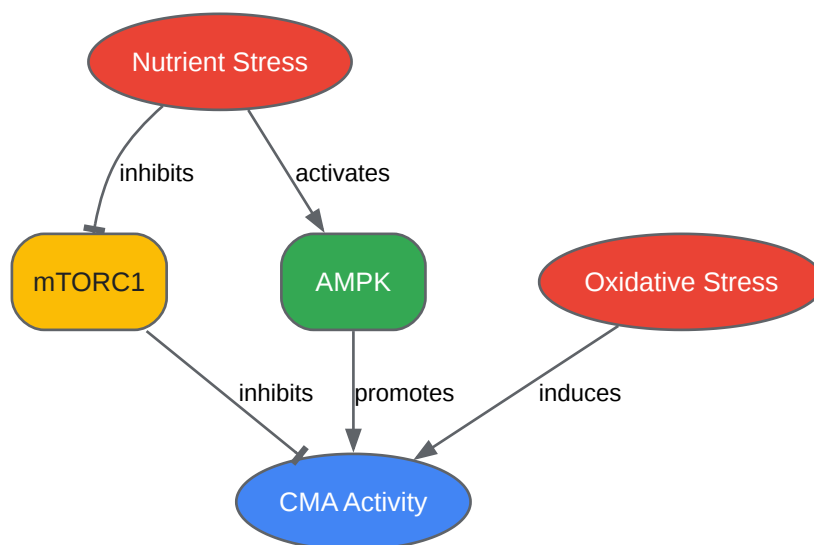 Nutrient Stress
inhibits
activates
mTORC1
AMPK
Oxidative Stress
inhibits
promotes
induces
CMA Activity